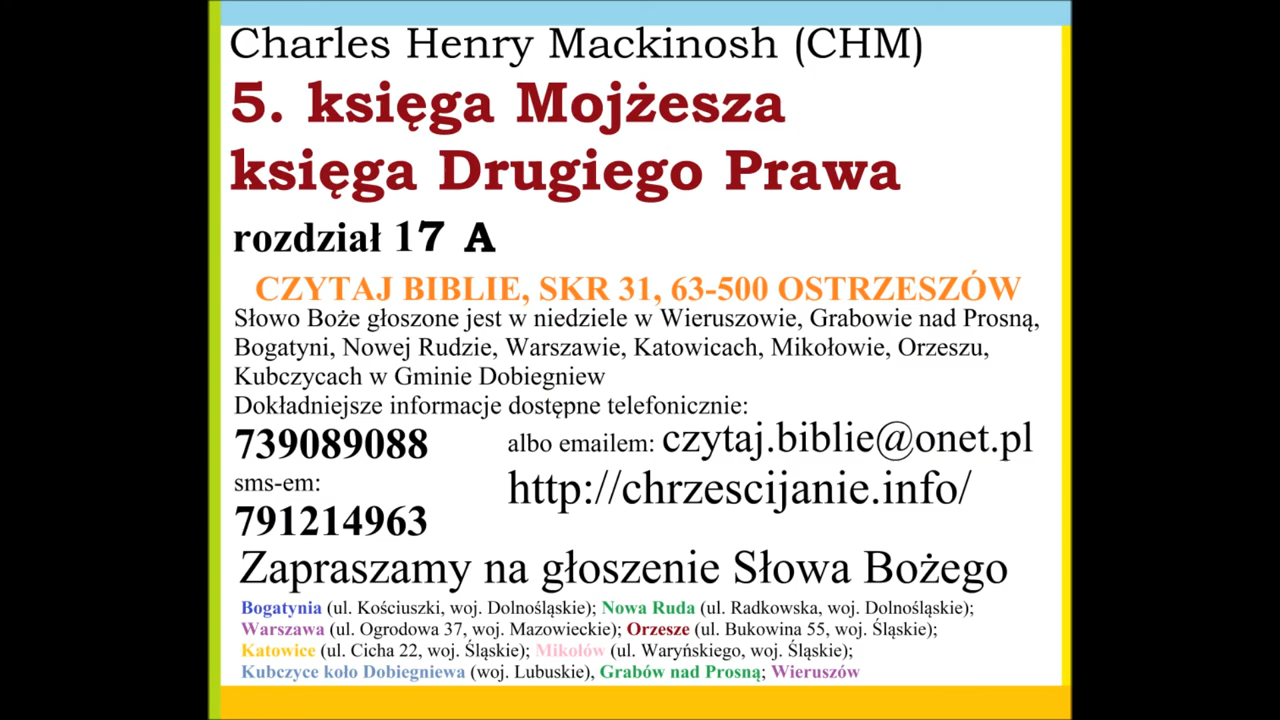 Charles Henry Mackinosh (CHM)
5. księga Mojżesza
księga Drugiego Prawa
rozdział 17 A
CZYTAJ BIBLIE, SKR 31, 63-500 OSTRZESZÓW
Słowo Boże głoszone jest w niedziele w Wieruszowie, Grabowie nad Prosną,
Bogatyni, Nowej Rudzie, Warszawie, Katowicach, Mikołowie, Orzeszu,
Kubczycach w Gminie Dobiegniew
Dokładniejsze informacje dostępne telefonicznie:
739089088
albo emailem: czytaj.biblie@onet.pl
sms-em:
http://chrzescijanie.info/
791214963
Zapraszamy na głoszenie Słowa Bożego
Bogatynia (ul. Kościuszki, woj. Dolnośląskie); Nowa Ruda (ul. Radkowska, woj. Dolnośląskie);
Warszawa (ul. Ogrodowa 37, woj. Mazowieckie); Orzesze (ul. Bukowina 55, woj. Śląskie);
Katowice (ul. Cicha 22, woj. Śląskie); Mikolów (ul. Waryńskiego, woj. Śląskie);
Kubczyce koło Dobiegniewa (woj. Lubuskie), Grabów nad Prosną; Wieruszów